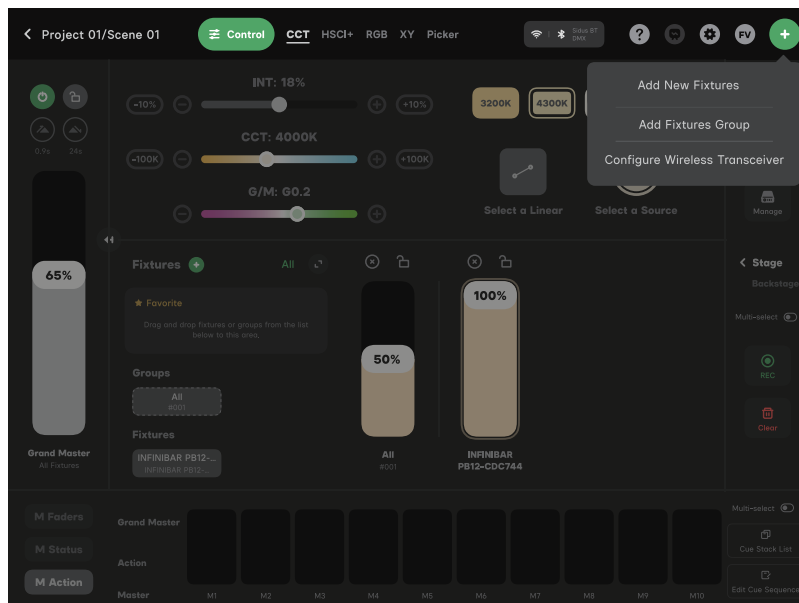 Project 01/Scene 01
Control
CCT
HSCI+
RGB
XY
Picker
Sidus BT
DMX
FV
Add New Fixtures
Add Fixtures Group
Configure Wireless Transceiver
0.9s
24s
INT: 18%
-10%
+10%
CCT: 4000K
-100K
+100K
G/M: G0.2
3200K
4300K
Select a Linear
Select a Source
Manage
65%
Grand Master
All Fixtures
Fixtures
All
Favorite
Drag and drop fixtures or groups from the list
below to this area.
Groups
All
#001
Fixtures
INFINIBAR PB12-...
INFINIBAR PB12-...
50%
All
#001
100%
INFINIBAR
PB12-CDC744
Stage
Backstage
Multi-select
REC
Clear
M Faders
M Status
M Action
Grand Master
Action
Master
M1
M2
M3
M4
M5
M6
M7
M8
M9
M10
Multi-select
Cue Stack List
Edit Cue Sequence